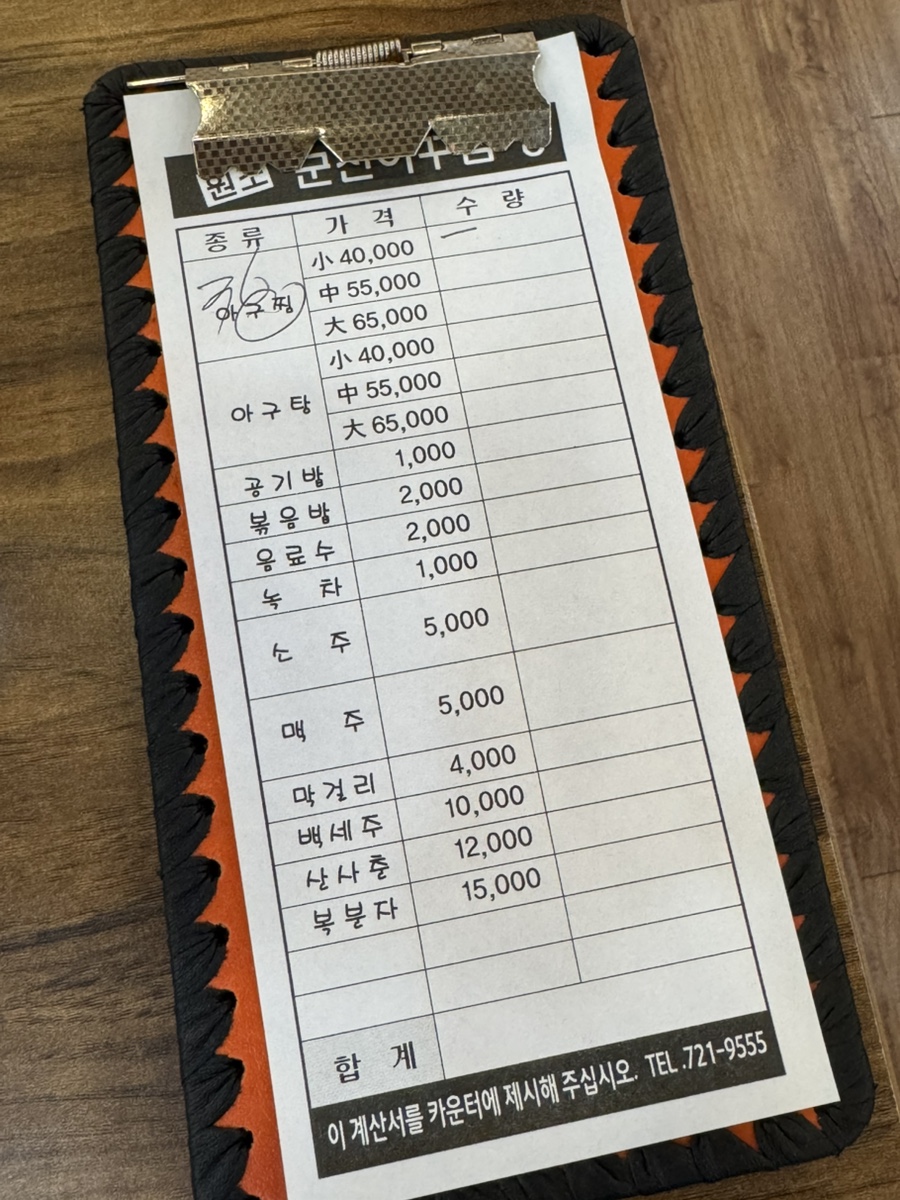 원조
종류 가격 수량
아구찜 小 40,000 一
中 55,000
大 65,000
아구탕 小 40,000
中 55,000
大 65,000
공기밥 1,000
볶음밥 2,000
음료수 2,000
녹차 1,000
소주 5,000
맥주 5,000
막걸리 4,000
백세주 10,000
산사춘 12,000
복분자 15,000
합계
이 계산서를 카운터에 제시해 주십시오. TEL.721-9555